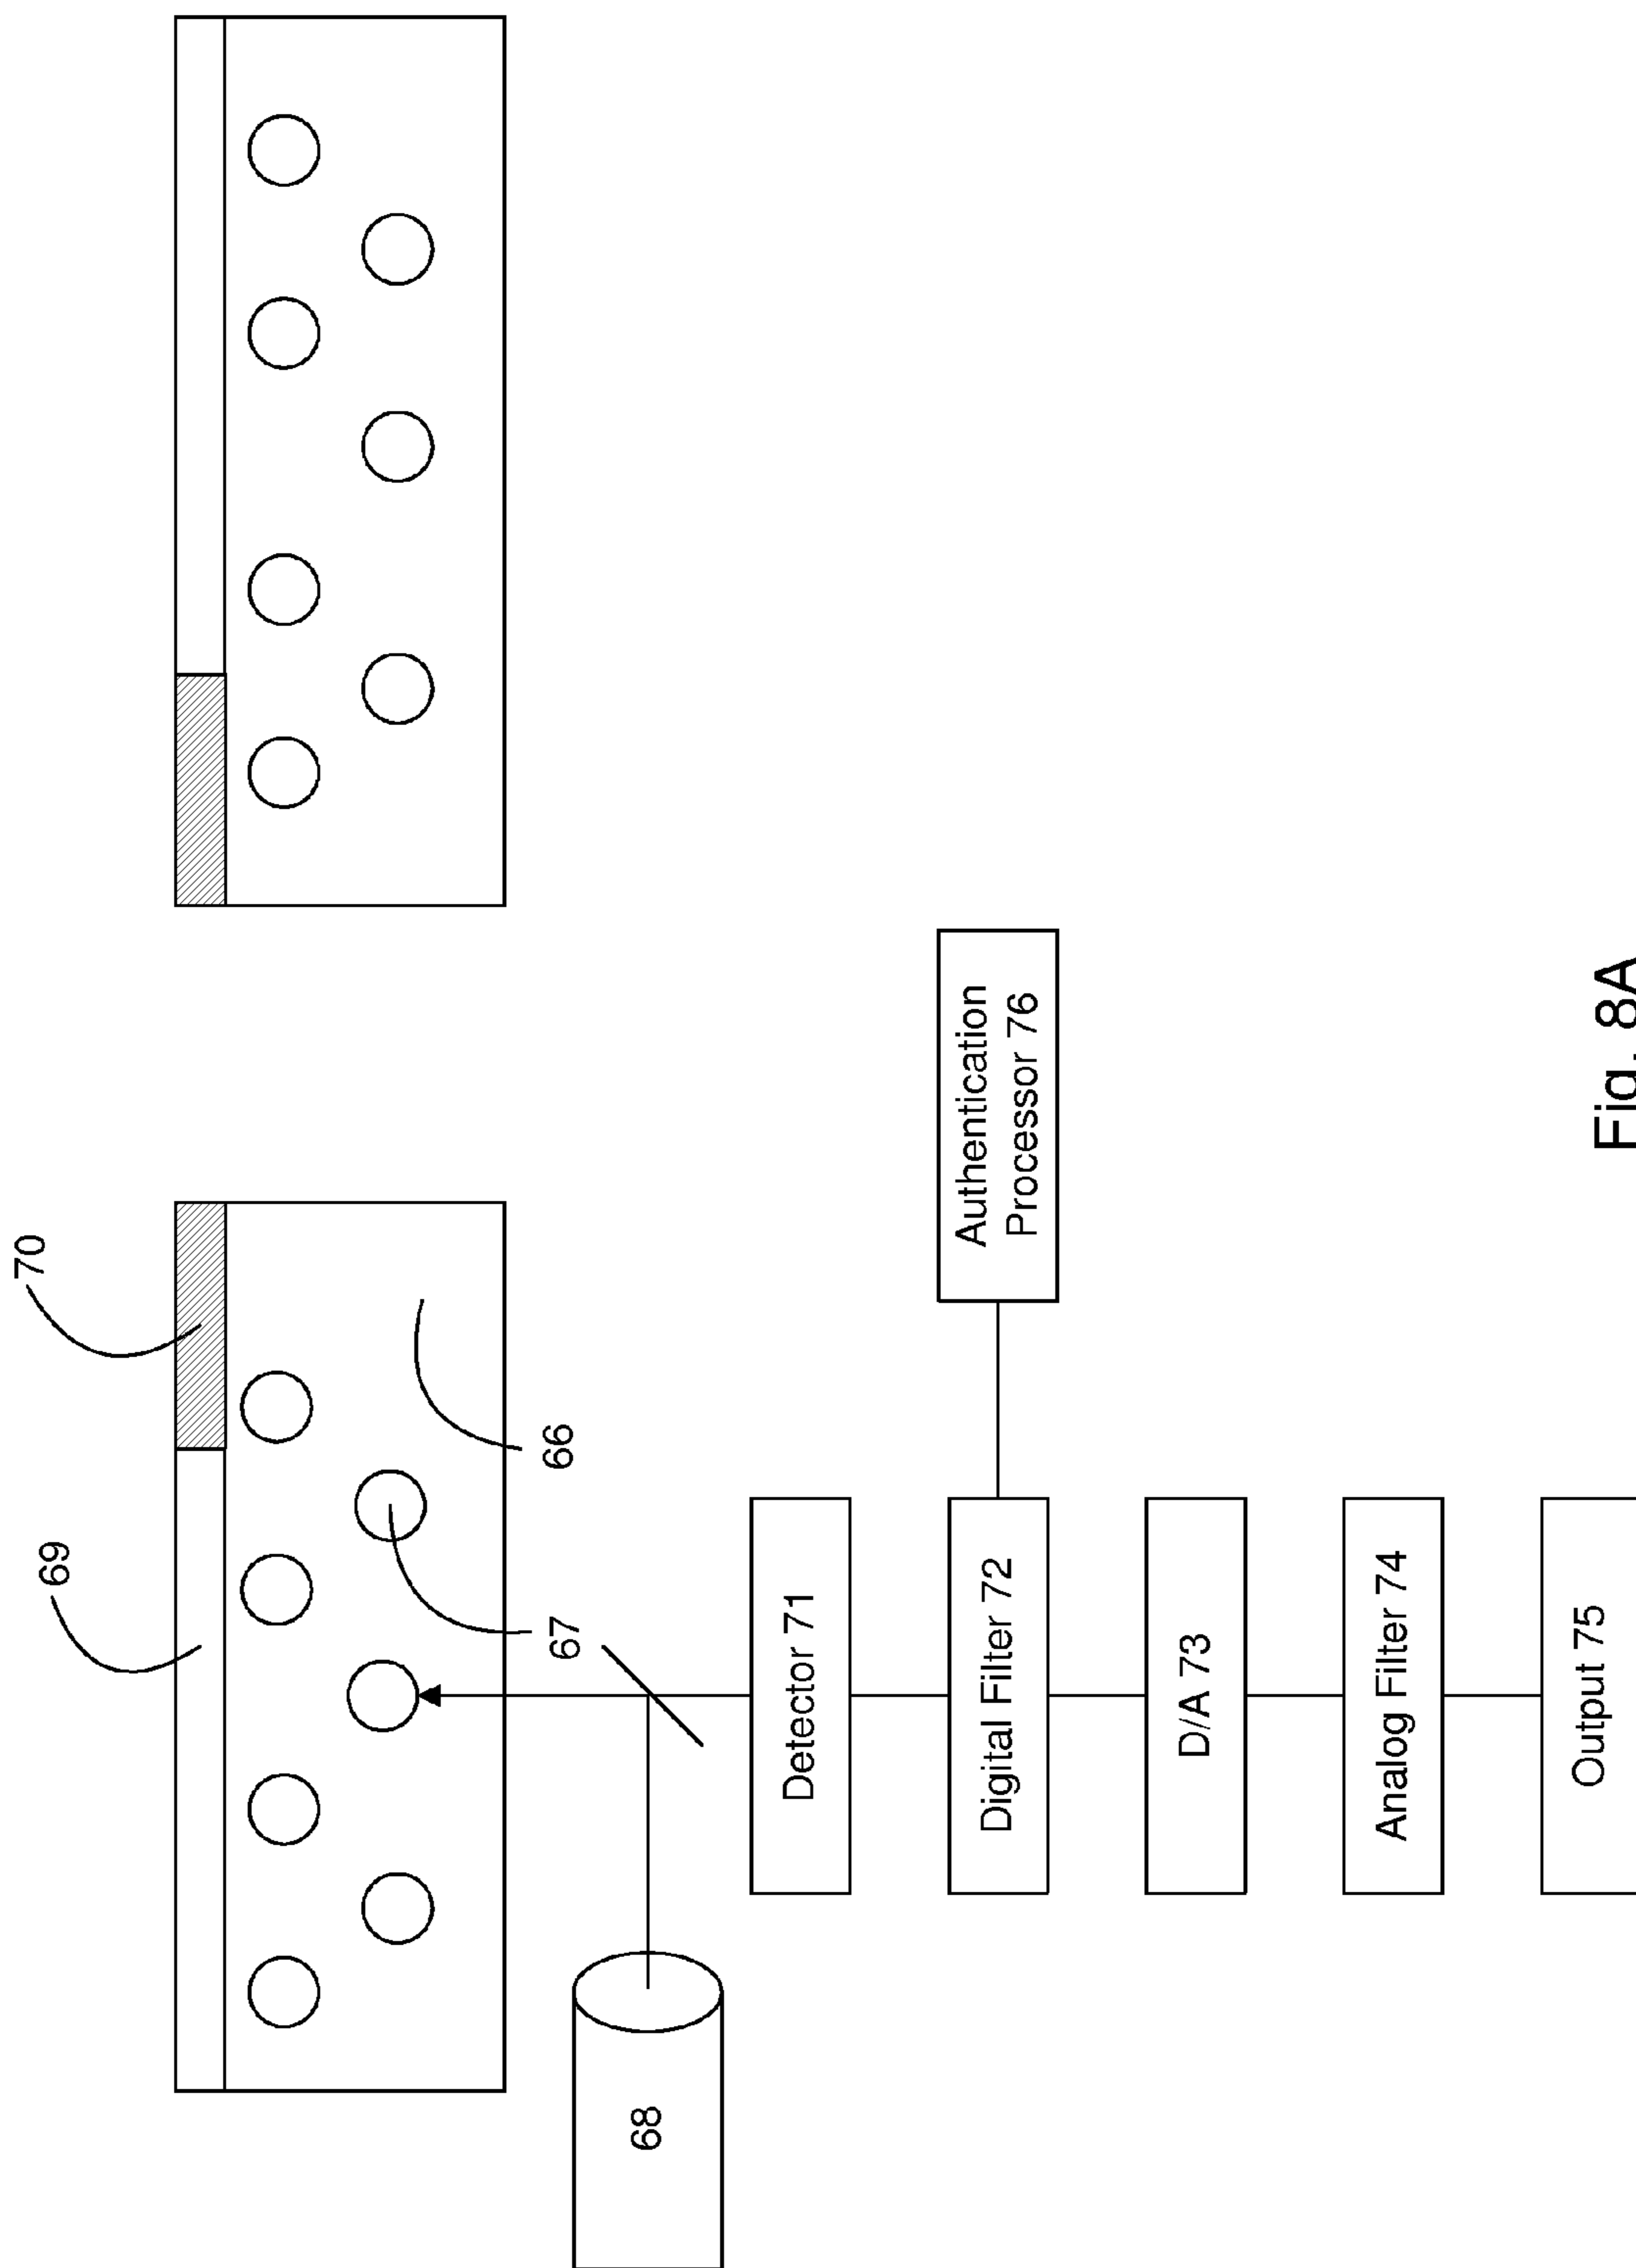 70
69
66
67
68
Detector 71
Digital Filter 72
Authentication
Processor 76
D/A 73
Analog Filter 74
Output 75
Fig. 8A